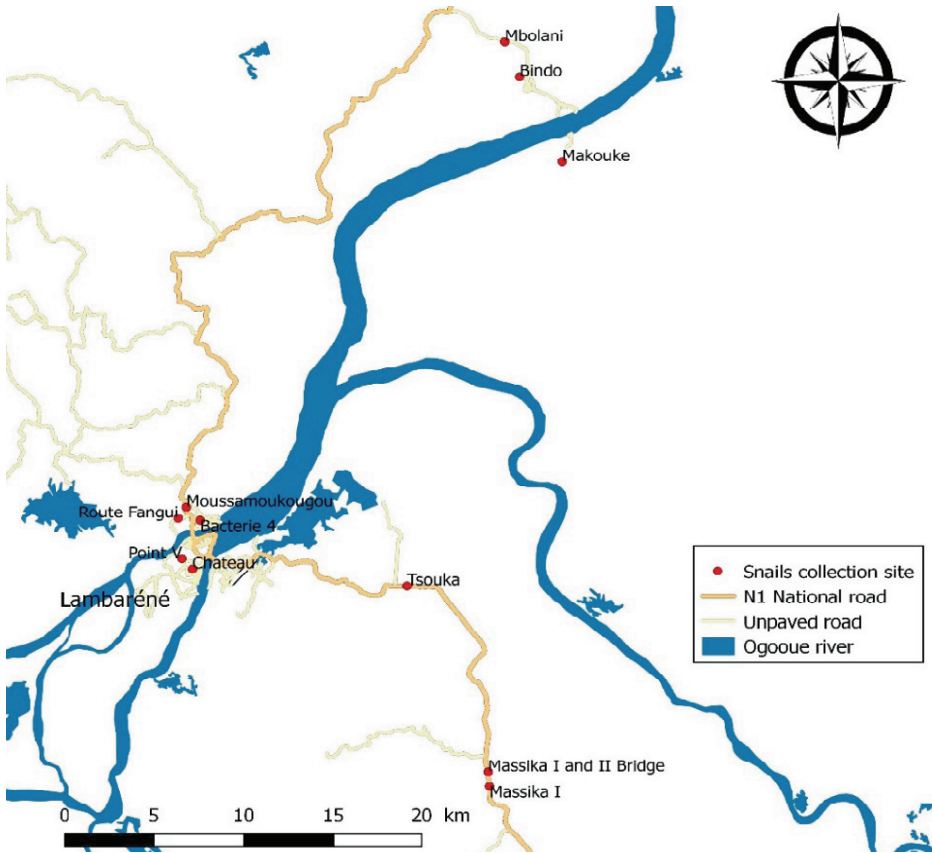 Mbolani
Bindo
Makouke
Moussamoukougou
Route Fangui
Bacterie 4
Point V
Chateau
Lambaréné
Tsouka
Snails collection site
N1 National road
Unpaved road
Ogooue river
Massika I and II Bridge
Massika I
0 5 10 15 20 km